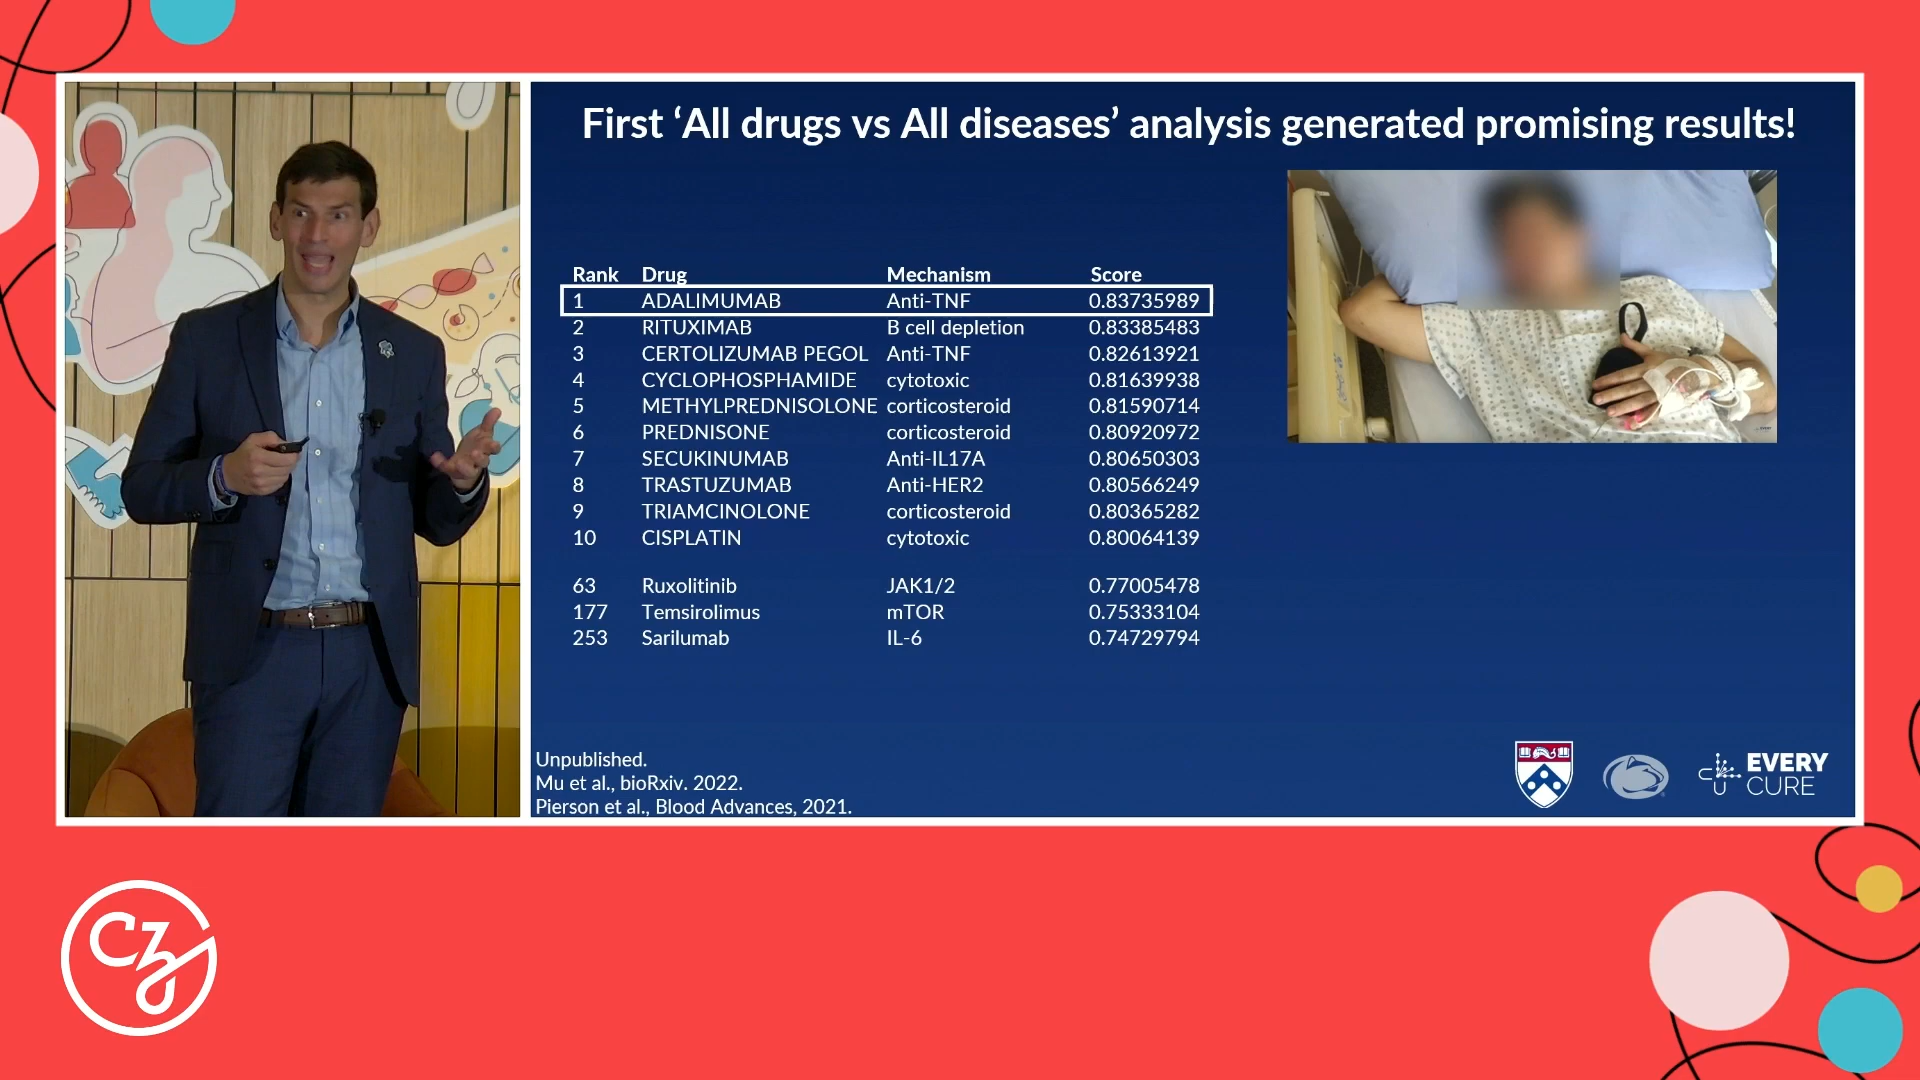 First ‘All drugs vs All diseases’ analysis generated promising results!
Rank Drug Mechanism Score
1 ADALIMUMAB Anti-TNF 0.83735989
2 RITUXIMAB B cell depletion 0.83385483
3 CERTOLIZUMAB PEGOL Anti-TNF 0.82613921
4 CYCLOPHOSPHAMIDE cytotoxic 0.81639938
5 METHYLPREDNISOLONE corticosteroid 0.81590714
6 PREDNISONE corticosteroid 0.80920972
7 SECUKINUMAB Anti-IL17A 0.80650303
8 TRASTUZUMAB Anti-HER2 0.80566249
9 TRIAMCINOLONE corticosteroid 0.80365282
10 CISPLATIN cytotoxic 0.80064139
63 Ruxolitinib JAK1/2 0.77005478
177 Temsirolimus mTOR 0.75333104
253 Sarilumab IL-6 0.74729794
Unpublished.
Mu et al., bioRxiv. 2022.
Pierson et al., Blood Advances, 2021.
EVERY
CURE
CZI